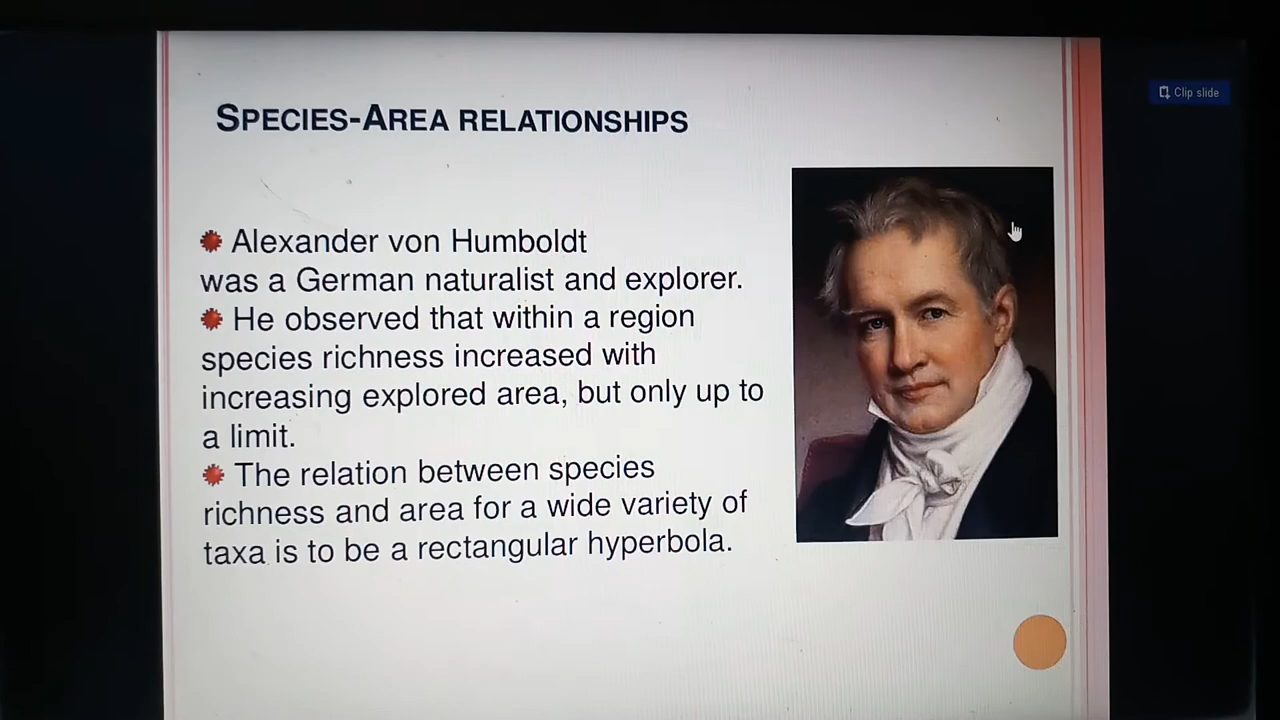 SPECIES-AREA RELATIONSHIPS
Clip slide
Alexander von Humboldt
was a German naturalist and explorer.
He observed that within a region
species richness increased with
increasing explored area, but only up to
a limit.
The relation between species
richness and area for a wide variety of
taxa is to be a rectangular hyperbola.